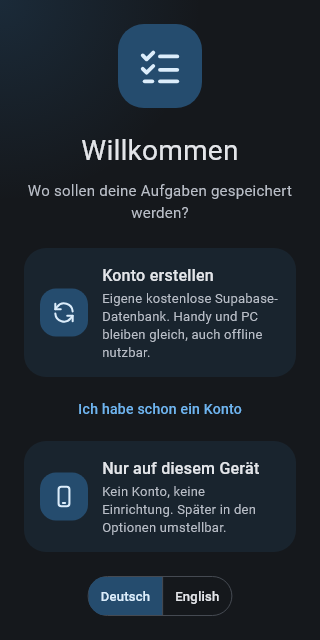 Willkommen
Wo sollen deine Aufgaben gespeichert
werden?
Konto erstellen
Eigene kostenlose Supabase-
Datenbank. Handy und PC
bleiben gleich, auch offline
nutzbar.
Ich habe schon ein Konto
Nur auf diesem Gerät
Kein Konto, keine
Einrichtung. Später in den
Optionen umstellbar.
Deutsch English